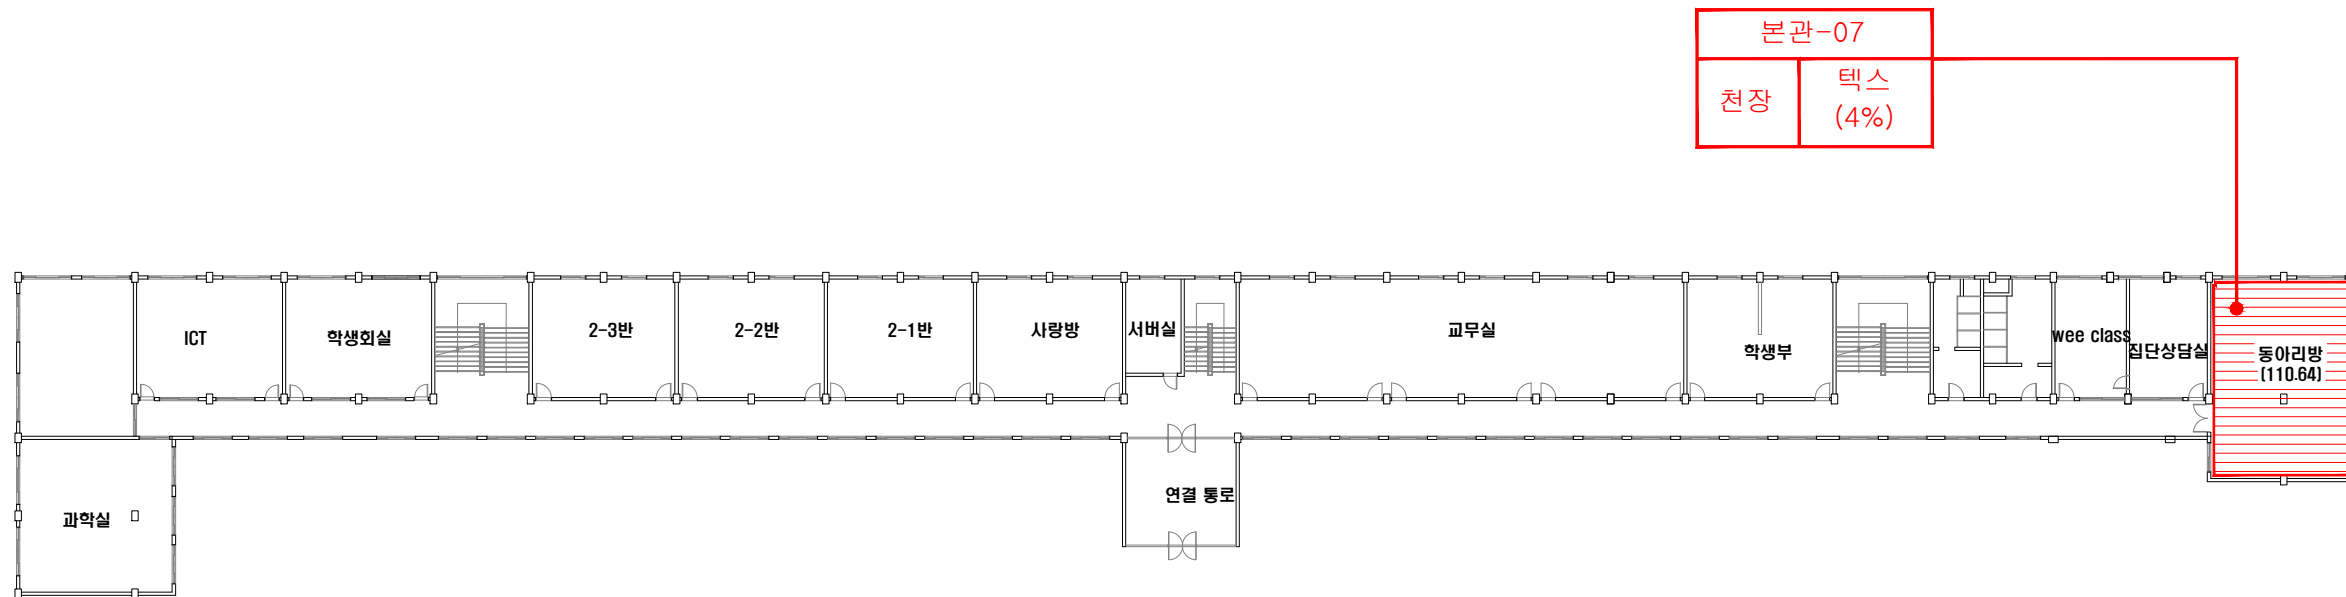 본관-07
천장
텍스
(4%)
ICT
학생회실
2-3반
2-2반
2-1반
사랑방
서버실
교무실
학생부
wee class
집단상담실
동아리방
(110.64)
연결 통로
과학실